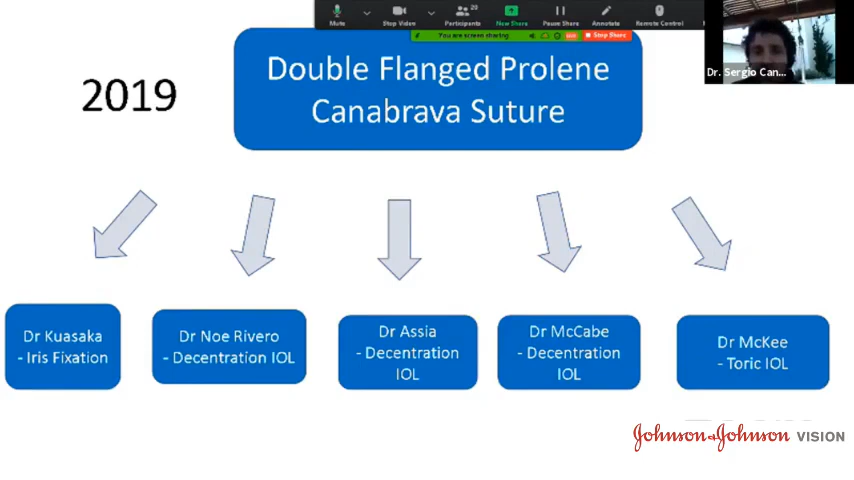 Mute
Stop Video
Participants
20
New Share
Pause Share
Annotate
Remote Control
You are screen sharing
Stop Share
Dr. Sergio Can...
2019
Double Flanged Prolene
Canabrava Suture
Dr Kuasaka
- Iris Fixation
Dr Noe Rivero
- Decentration IOL
Dr Assia
- Decentration
IOL
Dr McCabe
- Decentration
IOL
Dr McKee
- Toric IOL
Johnson & Johnson VISION